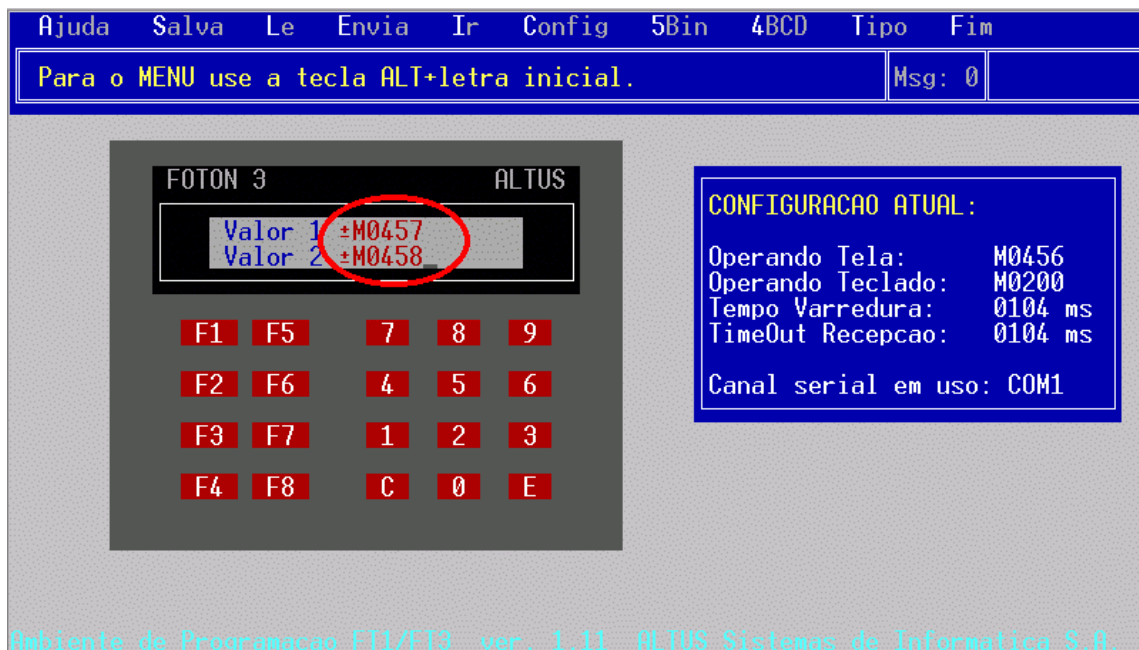 Ajuda Salva Le Envia Ir Config 5Bin 4BCD Tipo Fim
Para o MENU use a tecla ALT+letra inicial. Msg: 0
FOTON 3 ALTUS
Valor 1 ±M0457
Valor 2 ±M0458_
F1 F5 7 8 9
F2 F6 4 5 6
F3 F7 1 2 3
F4 F8 C 0 E
CONFIGURACAO ATUAL:
Operando Tela: M0456
Operando Teclado: M0200
Tempo Varredura: 0104 ms
TimeOut Recepcao: 0104 ms
Canal serial em uso: COM1
Ambiente de Programacao FT1/FT3 ver. 1.11 ALTUS Sistemas de Informatica S.A.